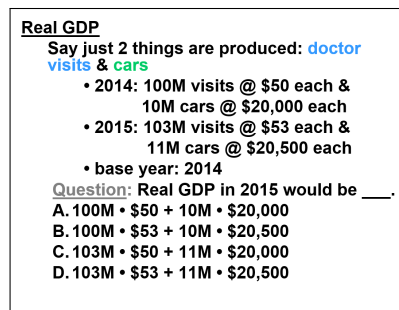 Real GDP
Say just 2 things are produced: doctor
visits & cars
• 2014: 100M visits @ $50 each &
10M cars @ $20,000 each
• 2015: 103M visits @ $53 each &
11M cars @ $20,500 each
• base year: 2014
Question: Real GDP in 2015 would be ___.
A. 100M • $50 + 10M • $20,000
B. 100M • $53 + 10M • $20,500
C. 103M • $50 + 11M • $20,000
D. 103M • $53 + 11M • $20,500